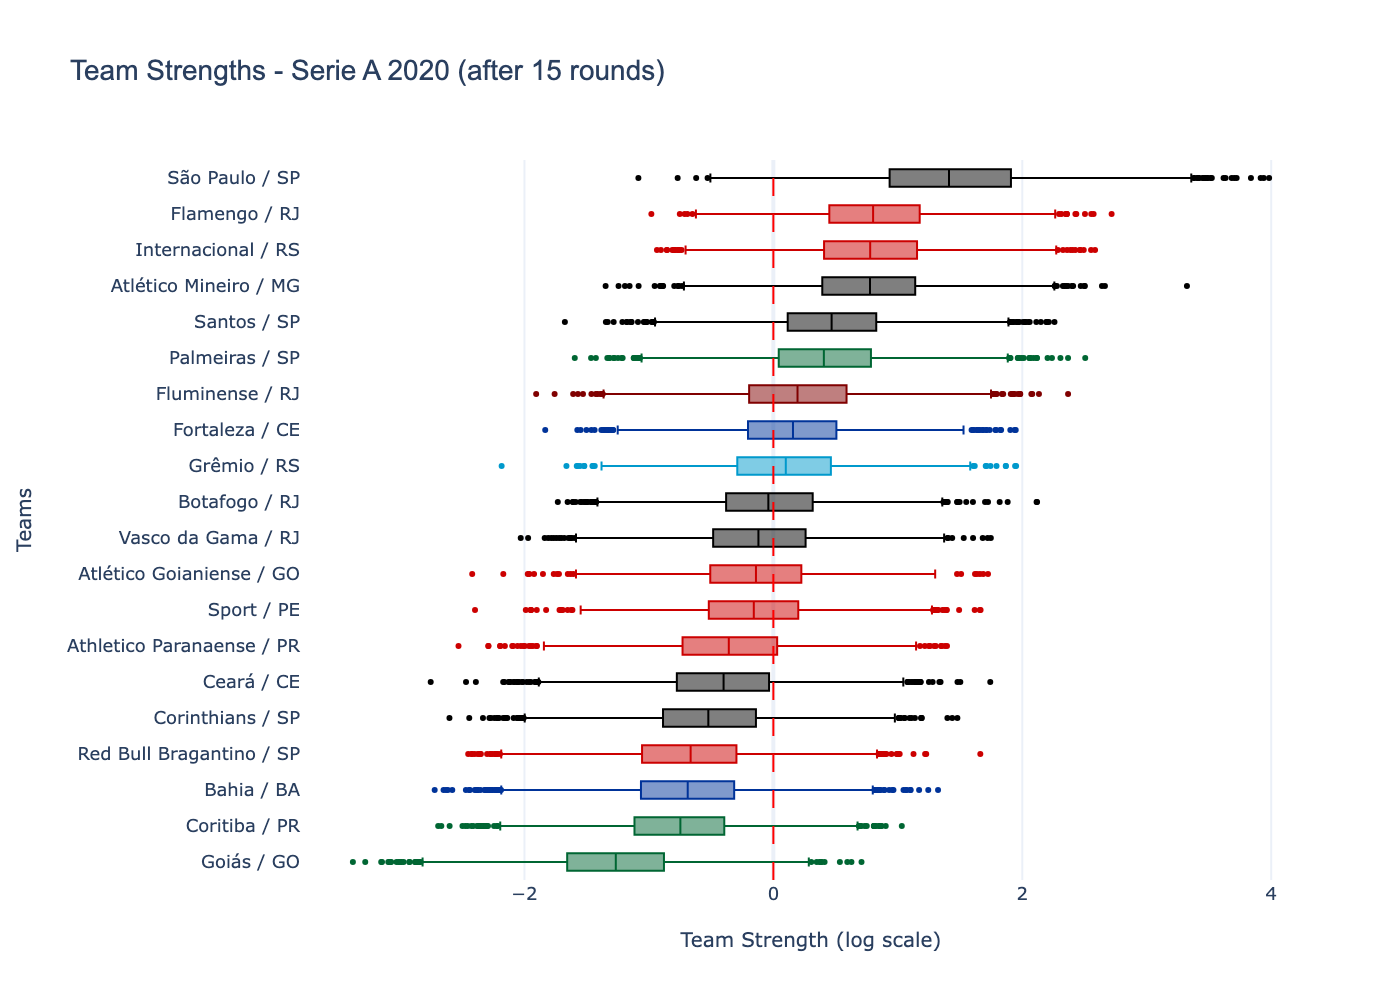 Team Strengths - Serie A 2020 (after 15 rounds)
São Paulo / SP
Flamengo / RJ
Internacional / RS
Atlético Mineiro / MG
Santos / SP
Palmeiras / SP
Fluminense / RJ
Fortaleza / CE
Grêmio / RS
Botafogo / RJ
Vasco da Gama / RJ
Atlético Goianiense / GO
Sport / PE
Athletico Paranaense / PR
Ceará / CE
Corinthians / SP
Red Bull Bragantino / SP
Bahia / BA
Coritiba / PR
Goiás / GO
Teams
−2 0 2 4
Team Strength (log scale)